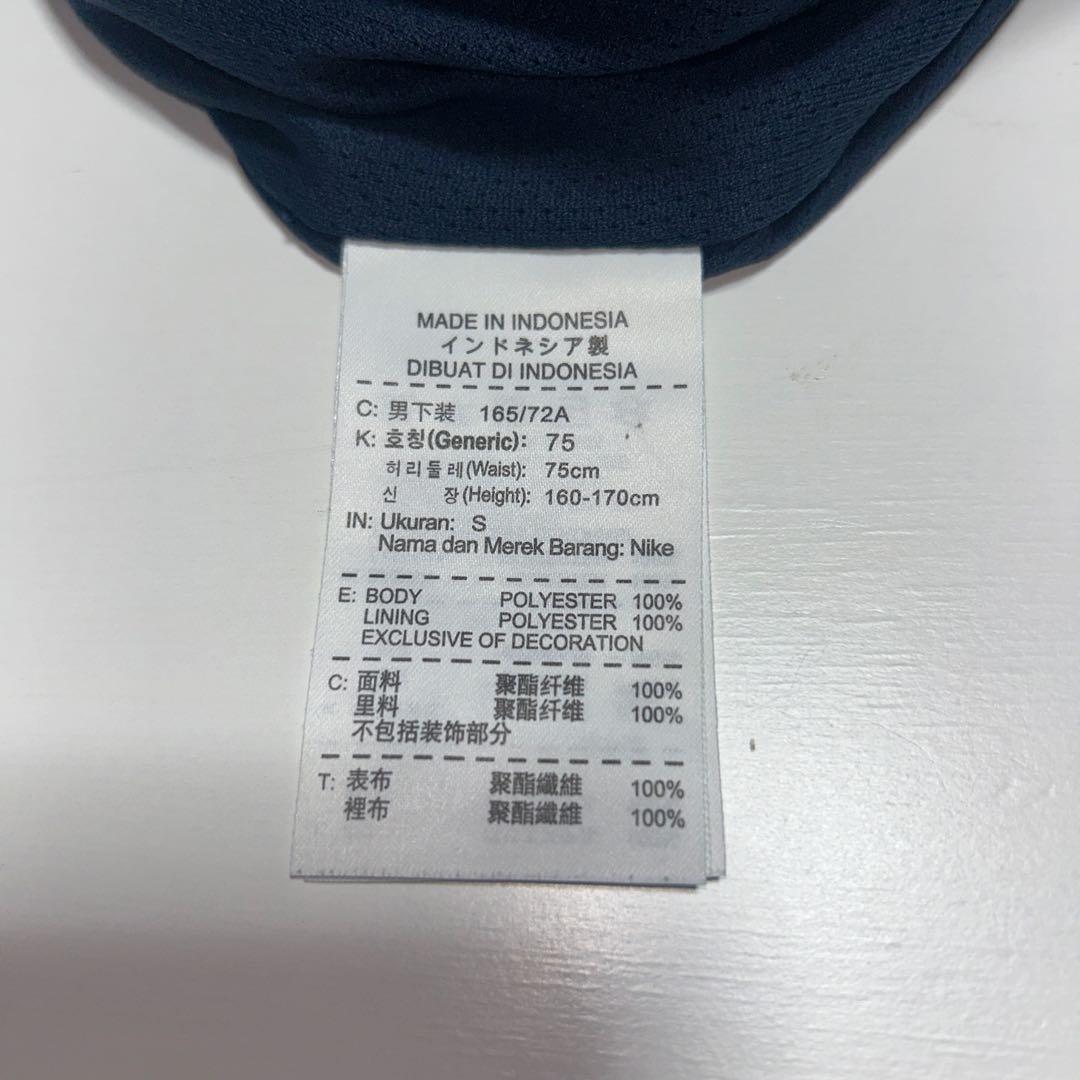 MADE IN INDONESIA
インドネシア製
DIBUAT DI INDONESIA
C: 男下装 165/72A
K: 호칭(Generic): 75
허리둘레(Waist): 75cm
신 장(Height): 160-170cm
IN: Ukuran: S
Nama dan Merek Barang: Nike
E: BODY POLYESTER 100%
LINING POLYESTER 100%
EXCLUSIVE OF DECORATION
C: 面料 聚酯纤维 100%
里料 聚酯纤维 100%
不包括装饰部分
T: 表布 聚酯纖維 100%
裡布 聚酯纖維 100%